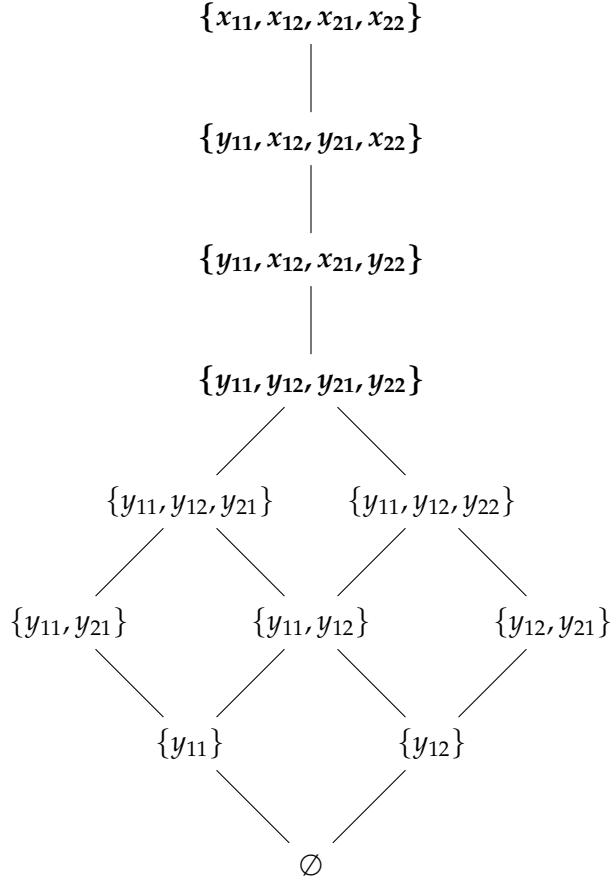 {x₁₁, x₁₂, x₂₁, x₂₂}
{y₁₁, x₁₂, y₂₁, x₂₂}
{y₁₁, x₁₂, x₂₁, y₂₂}
{y₁₁, y₁₂, y₂₁, y₂₂}
{y₁₁, y₁₂, y₂₁} {y₁₁, y₁₂, y₂₂}
{y₁₁, y₂₁} {y₁₁, y₁₂} {y₁₂, y₂₁}
{y₁₁} {y₁₂}
∅